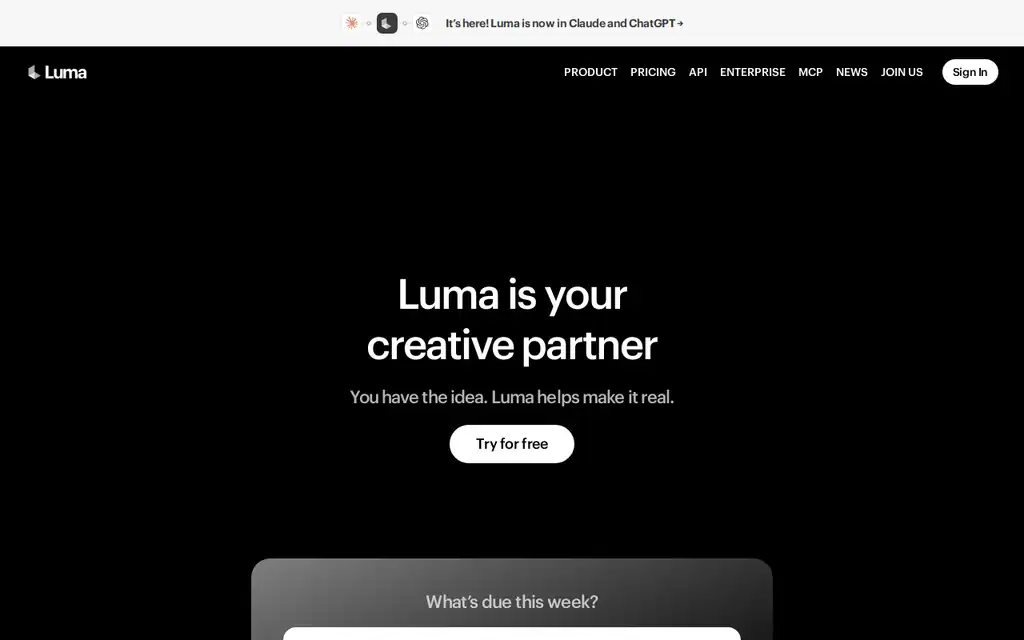 It's here! Luma is now in Claude and ChatGPT →
Luma
PRODUCT PRICING API ENTERPRISE MCP NEWS JOIN US Sign In
Luma is your
creative partner
You have the idea. Luma helps make it real.
Try for free
What's due this week?